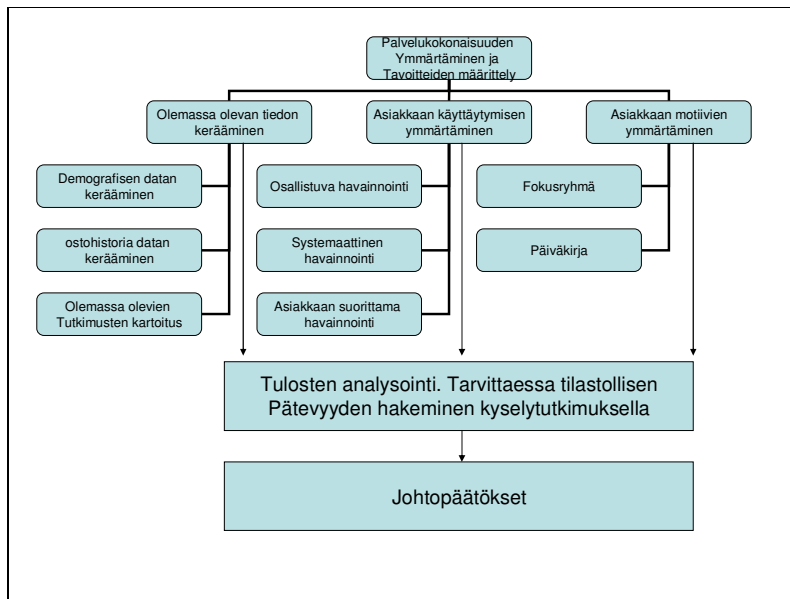 Palvelukokonaisuuden
Ymmärtäminen ja
Tavoitteiden määrittely
Olemassa olevan tiedon
kerääminen
Asiakkaan käyttäytymisen
ymmärtäminen
Asiakkaan motiivien
ymmärtäminen
Demografisen datan
kerääminen
Osallistuva havainnointi
Fokusryhmä
ostohistoria datan
kerääminen
Systemaattinen
havainnointi
Päiväkirja
Olemassa olevien
Tutkimusten kartoitus
Asiakkaan suorittama
havainnointi
Tulosten analysointi. Tarvittaessa tilastollisen
Pätevyyden hakeminen kyselytutkimuksella
Johtopäätökset